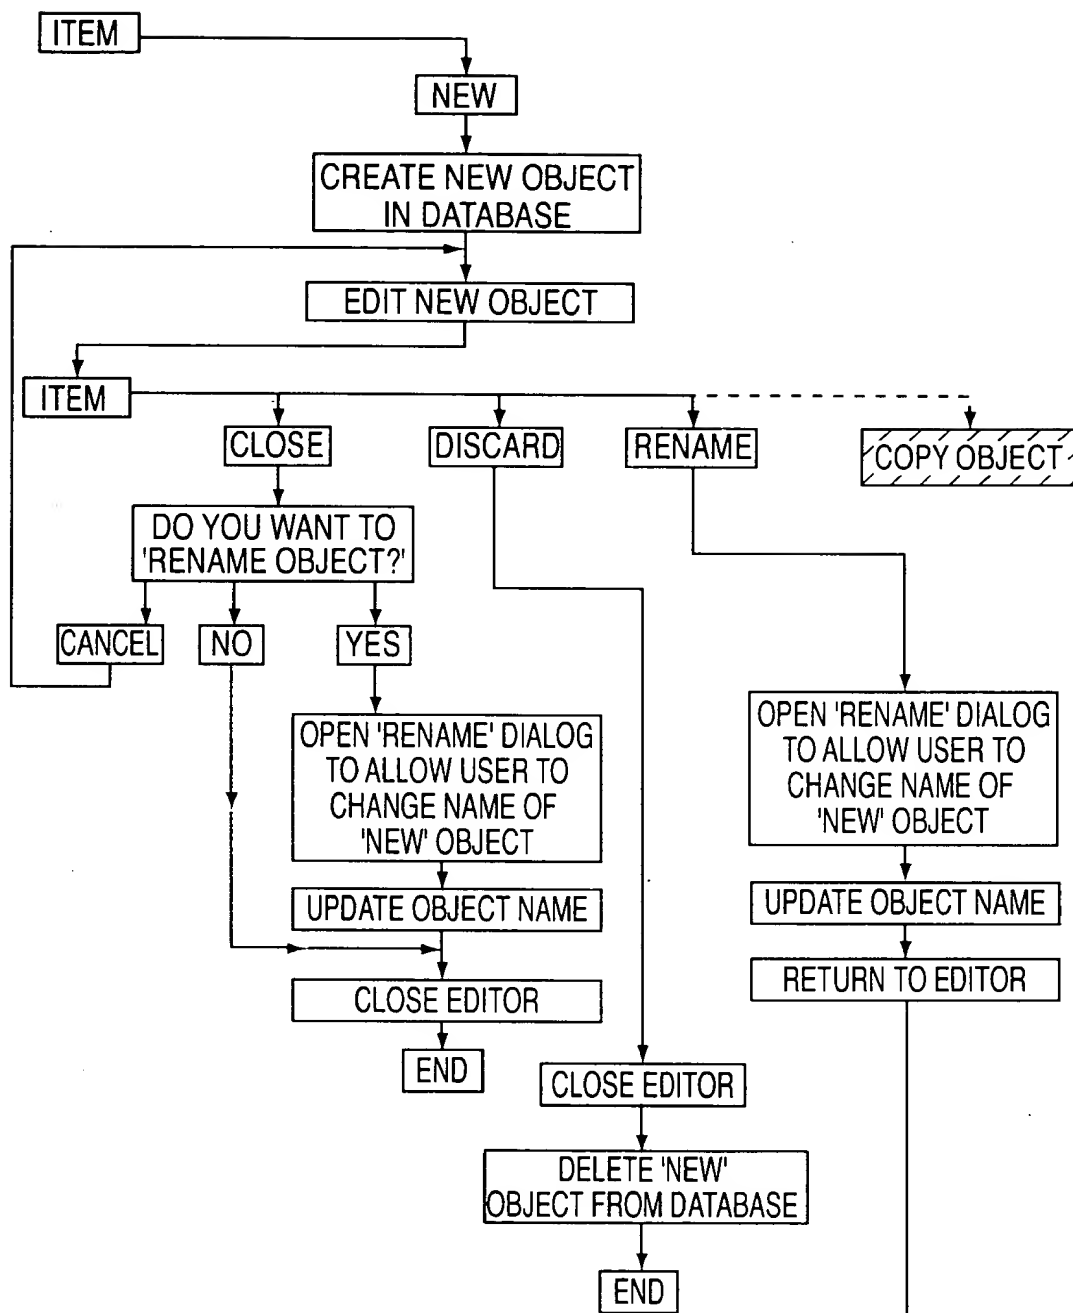 ITEM
NEW
CREATE NEW OBJECT
IN DATABASE
EDIT NEW OBJECT
ITEM
CLOSE
DISCARD
RENAME
COPY OBJECT
DO YOU WANT TO
'RENAME OBJECT?'
CANCEL
NO
YES
OPEN 'RENAME' DIALOG
TO ALLOW USER TO
CHANGE NAME OF
'NEW' OBJECT
UPDATE OBJECT NAME
CLOSE EDITOR
END
OPEN 'RENAME' DIALOG
TO ALLOW USER TO
CHANGE NAME OF
'NEW' OBJECT
UPDATE OBJECT NAME
RETURN TO EDITOR
CLOSE EDITOR
DELETE 'NEW'
OBJECT FROM DATABASE
END